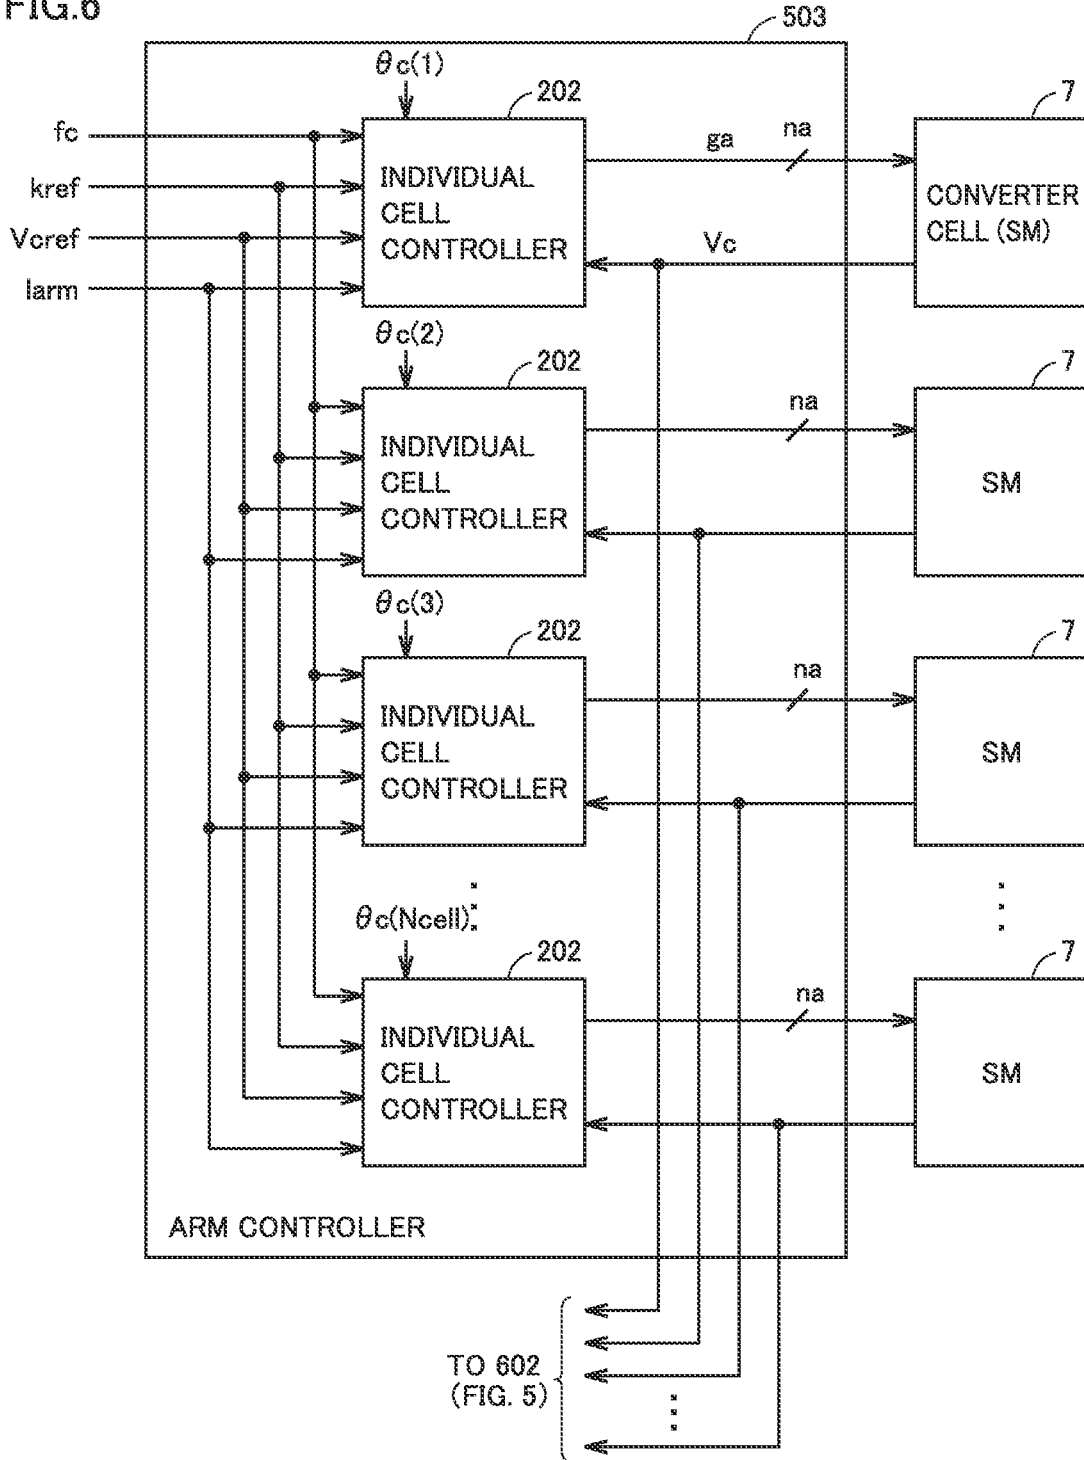 FIG.6
503
θc(1)
202
7
fc
ga
na
kref
INDIVIDUAL
CELL
CONTROLLER
CONVERTER
CELL (SM)
Vcref
Vc
Iarm
θc(2)
202
7
na
INDIVIDUAL
CELL
CONTROLLER
SM
θc(3)
202
7
na
INDIVIDUAL
CELL
CONTROLLER
SM
θc(Ncell)
202
7
na
INDIVIDUAL
CELL
CONTROLLER
SM
ARM CONTROLLER
TO 602
(FIG. 5)